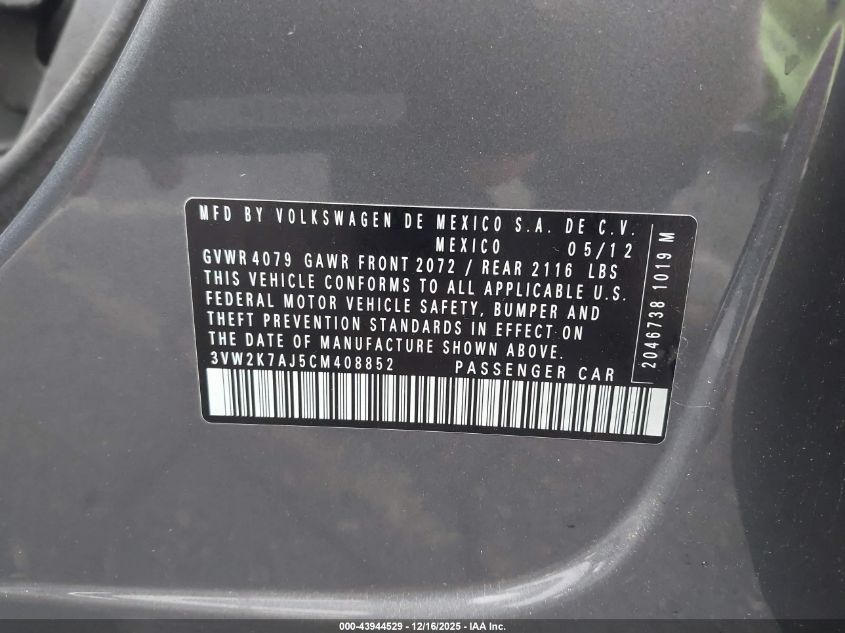 MFD BY VOLKSWAGEN DE MEXICO S.A. DE C.V.
MEXICO 05/12
GVWR 4079 GAWR FRONT 2072 / REAR 2116 LBS
THIS VEHICLE CONFORMS TO ALL APPLICABLE U.S.
FEDERAL MOTOR VEHICLE SAFETY, BUMPER AND
THEFT PREVENTION STANDARDS IN EFFECT ON
THE DATE OF MANUFACTURE SHOWN ABOVE.
3VW2K7AJ5CM408852 PASSENGER CAR
2046738 1019 M
000-43944529 - 12/16/2025 - IAA Inc.